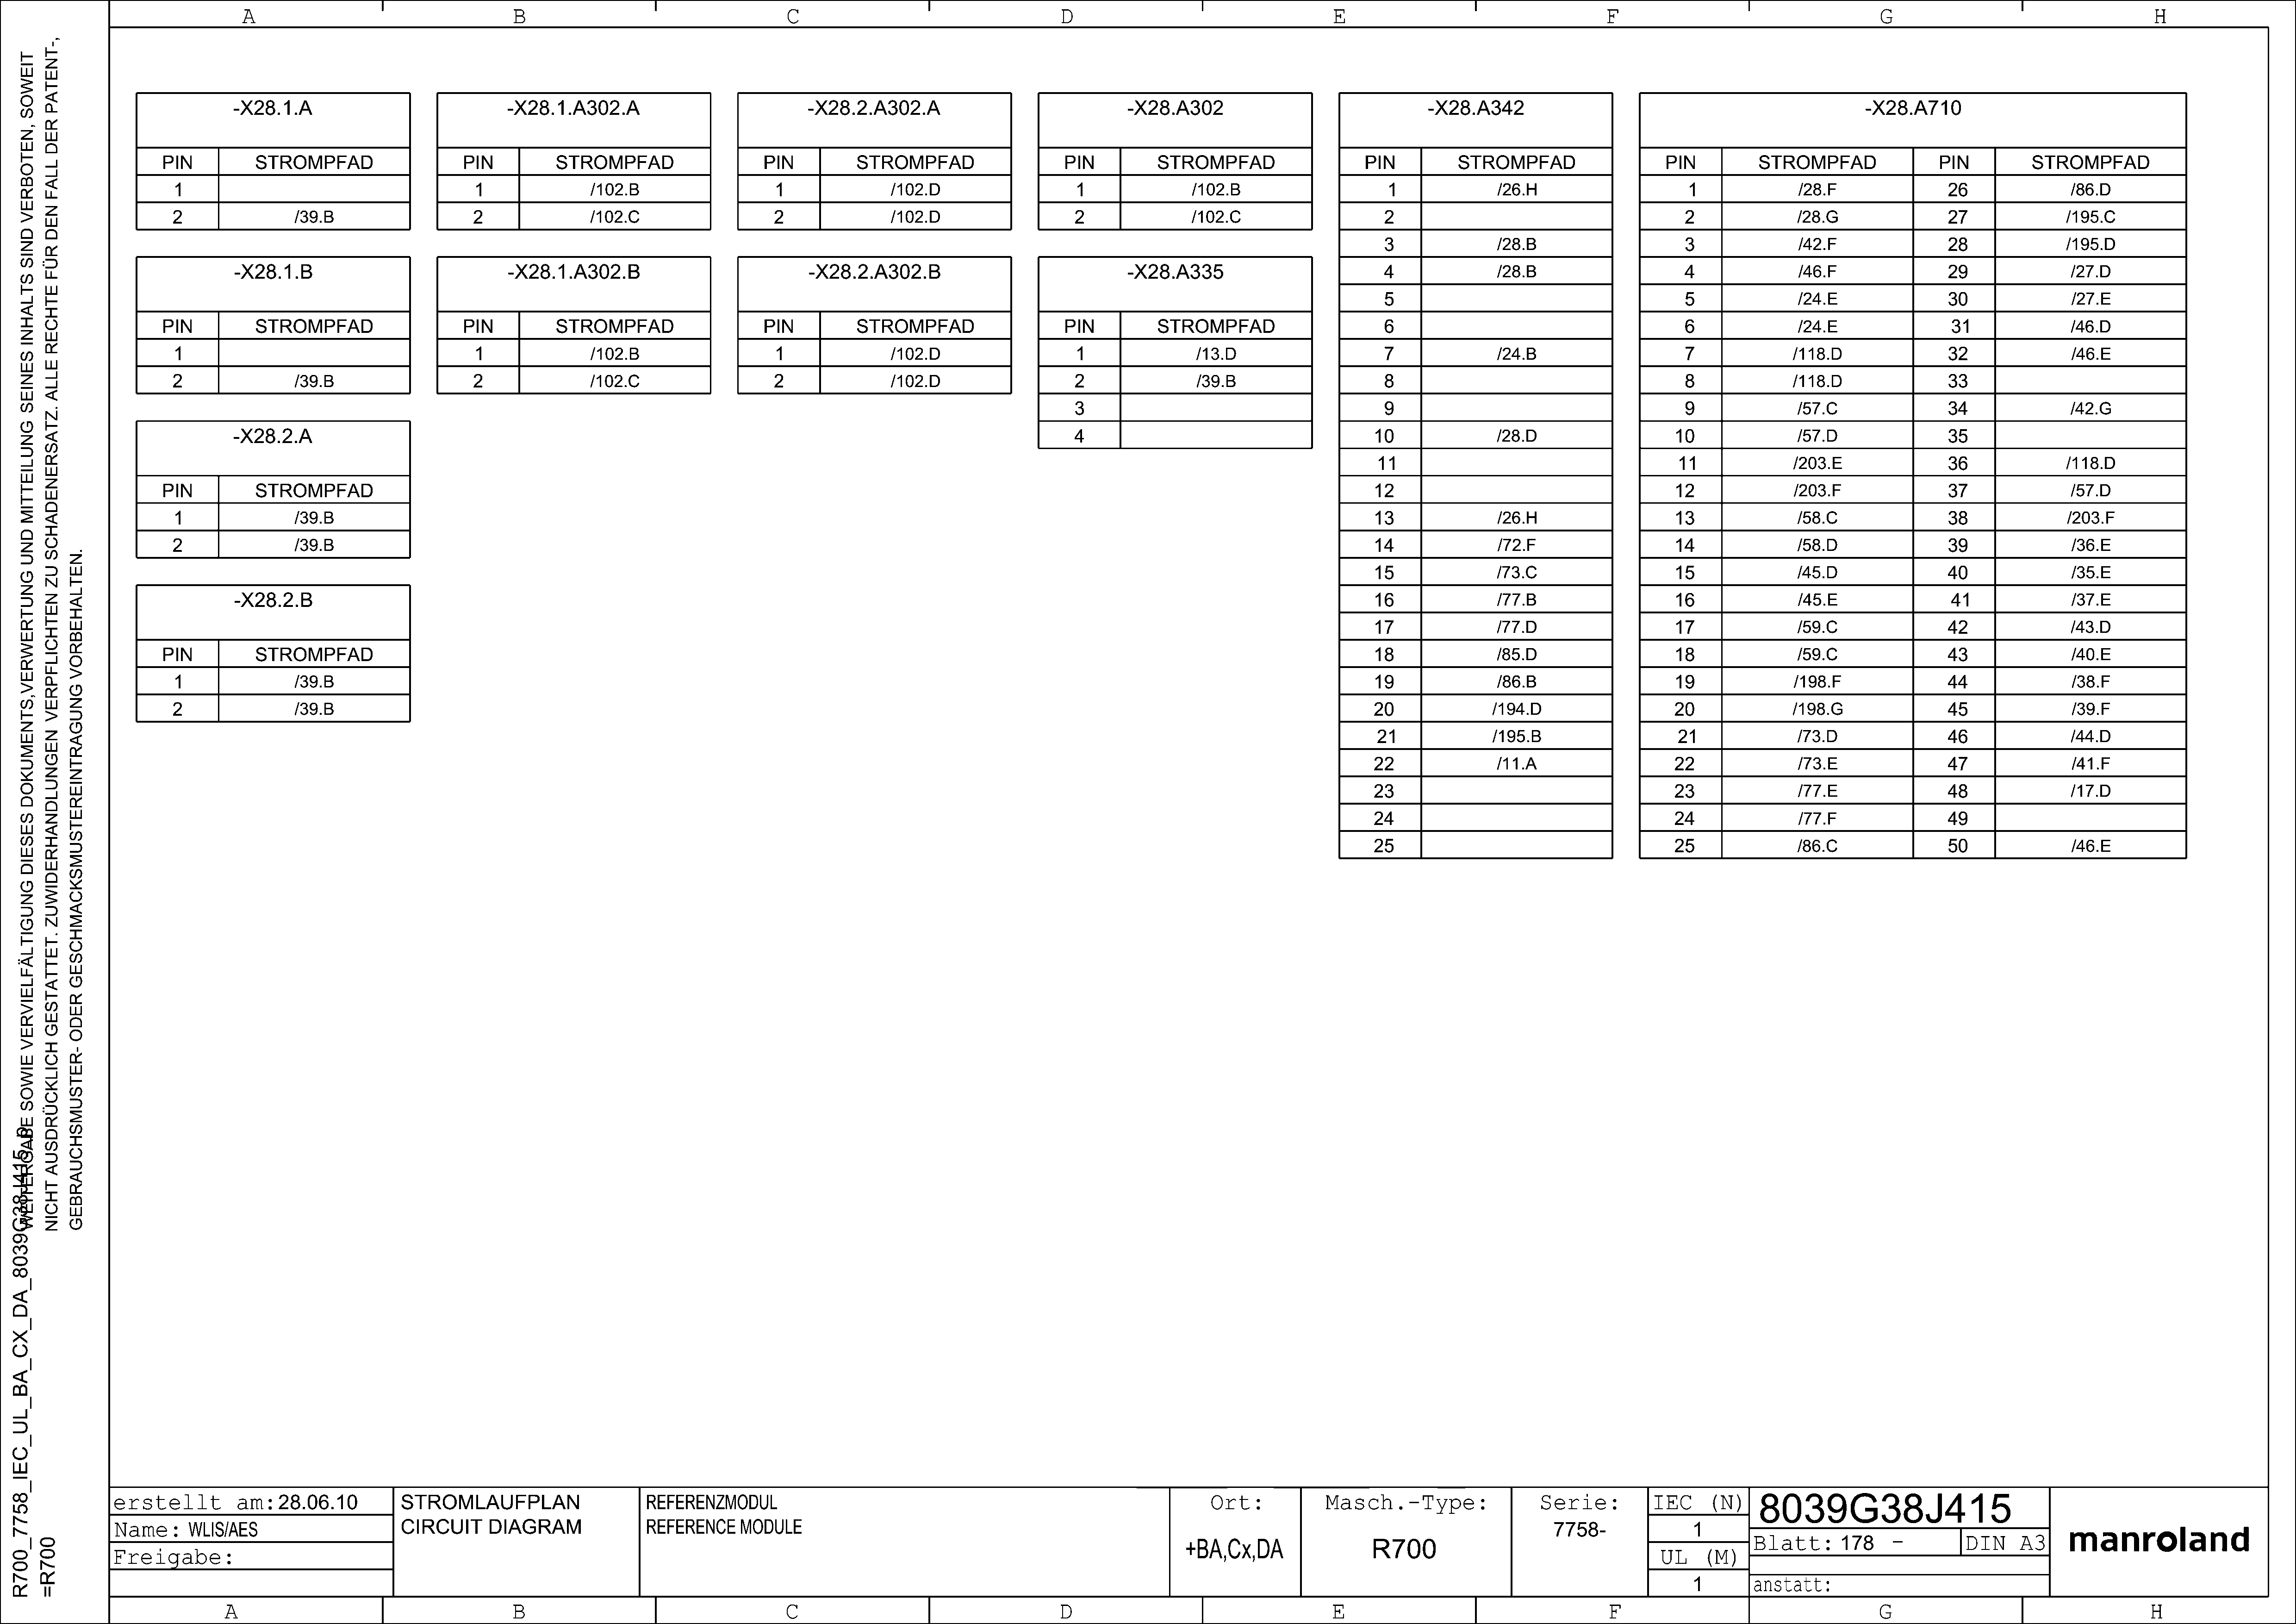 A B C D E F G H
-X28.1.A
PIN STROMPFAD
1
2 /39.B
-X28.1.B
PIN STROMPFAD
1
2 /39.B
-X28.2.A
PIN STROMPFAD
1 /39.B
2 /39.B
-X28.2.B
PIN STROMPFAD
1 /39.B
2 /39.B
-X28.1.A302.A
PIN STROMPFAD
1 /102.B
2 /102.C
-X28.1.A302.B
PIN STROMPFAD
1 /102.B
2 /102.C
-X28.2.A302.A
PIN STROMPFAD
1 /102.D
2 /102.D
-X28.2.A302.B
PIN STROMPFAD
1 /102.D
2 /102.D
-X28.A302
PIN STROMPFAD
1 /102.B
2 /102.C
-X28.A335
PIN STROMPFAD
1 /13.D
2 /39.B
3
4
-X28.A342
PIN STROMPFAD
1 /26.H
2
3 /28.B
4 /28.B
5
6
7 /24.B
8
9
10 /28.D
11
12
13 /26.H
14 /72.F
15 /73.C
16 /77.B
17 /77.D
18 /85.D
19 /86.B
20 /194.D
21 /195.B
22 /11.A
23
24
25
-X28.A710
PIN STROMPFAD PIN STROMPFAD
1 /28.F 26 /86.D
2 /28.G 27 /195.C
3 /42.F 28 /195.D
4 /46.F 29 /27.D
5 /24.E 30 /27.E
6 /24.E 31 /46.D
7 /118.D 32 /46.E
8 /118.D 33
9 /57.C 34 /42.G
10 /57.D 35
11 /203.E 36 /118.D
12 /203.F 37 /57.D
13 /58.C 38 /203.F
14 /58.D 39 /36.E
15 /45.D 40 /35.E
16 /45.E 41 /37.E
17 /59.C 42 /43.D
18 /59.C 43 /40.E
19 /198.F 44 /38.F
20 /198.G 45 /39.F
21 /73.D 46 /44.D
22 /73.E 47 /41.F
23 /77.E 48 /17.D
24 /77.F 49
25 /86.C 50 /46.E
WEITERGABE SOWIE VERVIELFÄLTIGUNG DIESES DOKUMENTS,VERWERTUNG UND MITTEILUNG SEINES INHALTS SIND VERBOTEN, SOWEIT
NICHT AUSDRÜCKLICH GESTATTET. ZUWIDERHANDLUNGEN VERPFLICHTEN ZU SCHADENERSATZ. ALLE RECHTE FÜR DEN FALL DER PATENT-,
GEBRAUCHSMUSTER- ODER GESCHMACKSMUSTEREINTRAGUNG VORBEHALTEN.
R700_7758_IEC_UL_BA_CX_DA_8039G38J415_P
=R700
erstellt am: 28.06.10
Name: WLIS/AES
Freigabe:
STROMLAUFPLAN
CIRCUIT DIAGRAM
REFERENZMODUL
REFERENCE MODULE
Ort:
+BA,Cx,DA
Masch.-Type:
R700
Serie:
7758-
IEC (N)
1
UL (M)
1
8039G38J415
Blatt: 178 - DIN A3
anstatt:
manroland
A B C D E F G H